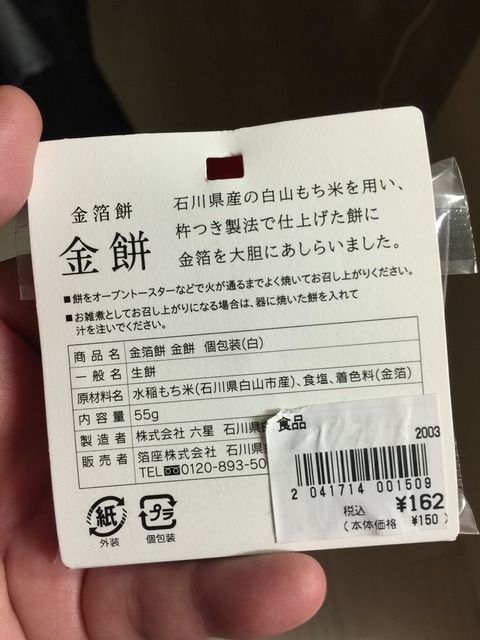 金箔餅
金餅
石川県産の白山もち米を用い、
杵つき製法で仕上げた餅に
金箔を大胆にあしらいました。
■餅をオーブントースターなどで火が通るまでよく焼いてお召し上がりください。
■お雑煮としてお召し上がりになる場合は、器に焼いた餅を入れて
汁を注いでください。
商品名 金箔餅 金餅 個包装(白)
一般名 生餅
原材料名 水稲もち米(石川県白山市産)、食塩、着色料(金箔)
内容量 55g
製造者 株式会社 六星 石川県白
販売者 箔座株式会社 石川県
TEL 0120-893-50
紙
外装
プラ
個包装
食品
2003
2 041714 001509
¥162
税込
(本体価格 ¥150)